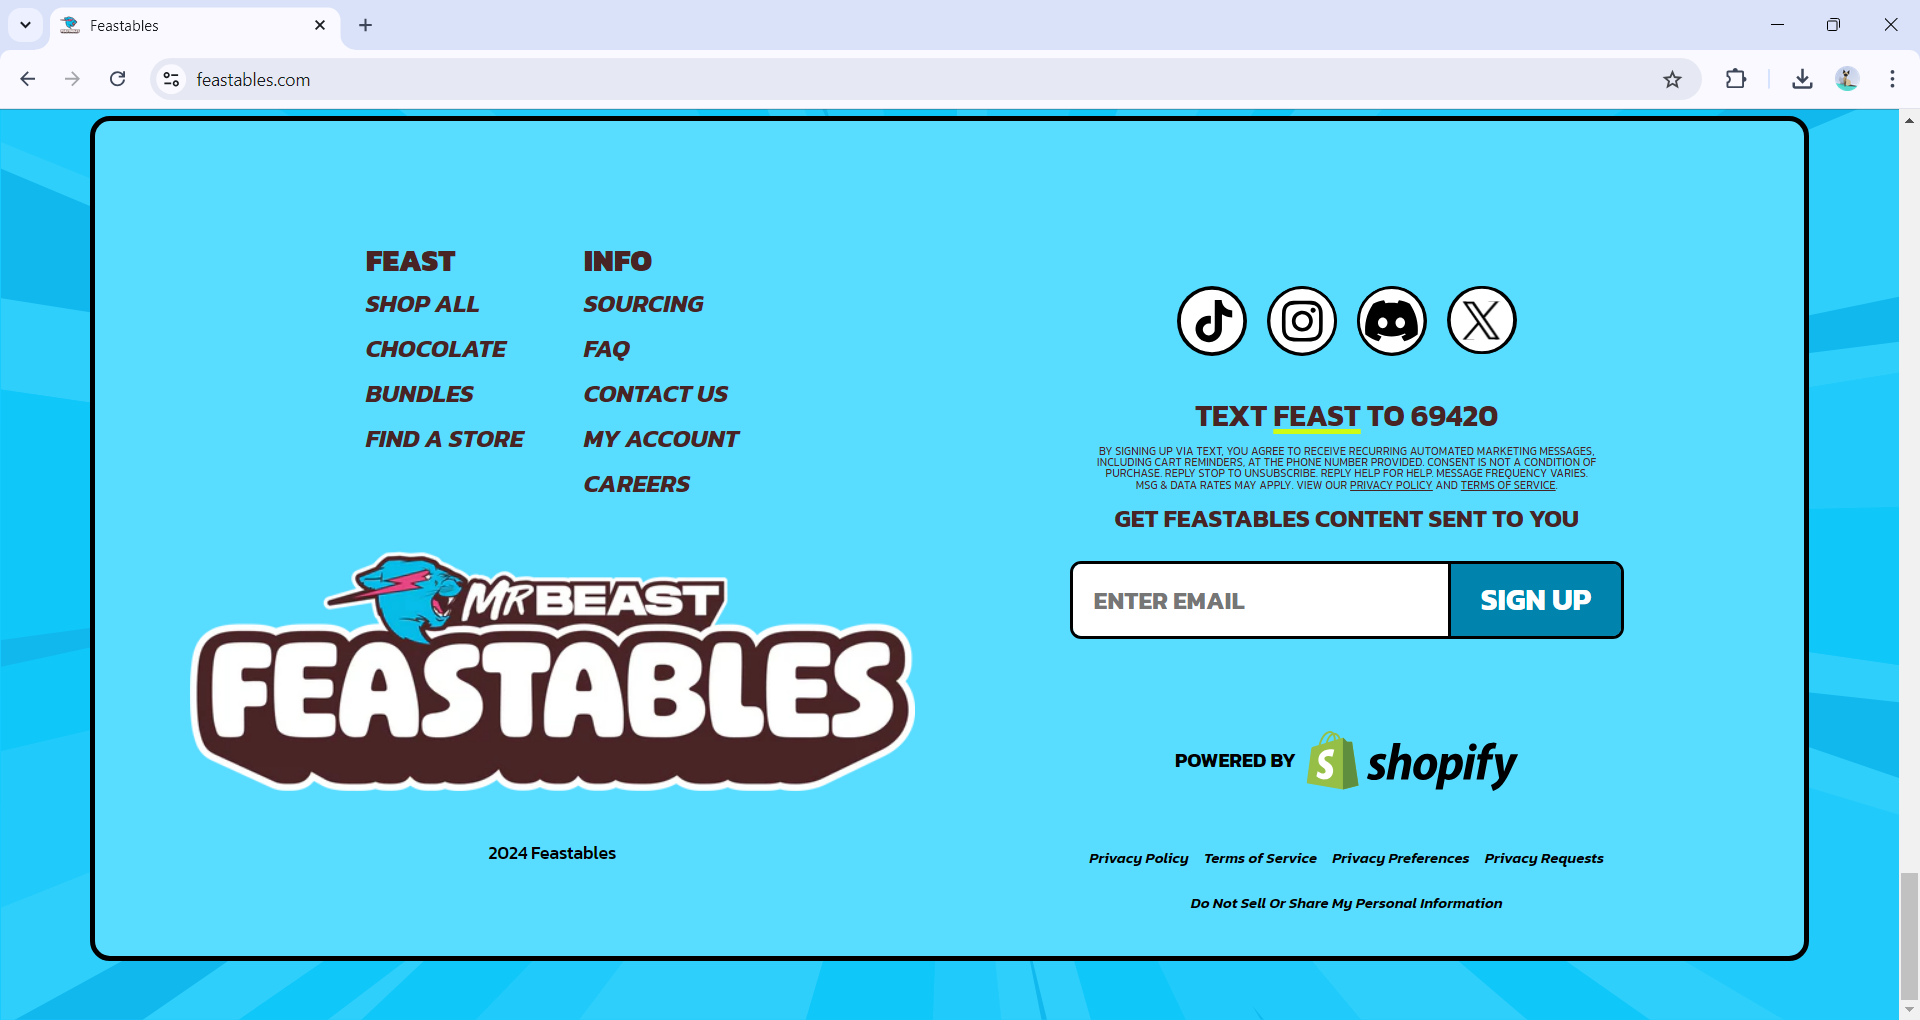 Feastables
feastables.com
FEAST
SHOP ALL
CHOCOLATE
BUNDLES
FIND A STORE
INFO
SOURCING
FAQ
CONTACT US
MY ACCOUNT
CAREERS
MRBEAST
FEASTABLES
2024 Feastables
TEXT FEAST TO 69420
BY SIGNING UP VIA TEXT, YOU AGREE TO RECEIVE RECURRING AUTOMATED MARKETING MESSAGES,
INCLUDING CART REMINDERS, AT THE PHONE NUMBER PROVIDED. CONSENT IS NOT A CONDITION OF
PURCHASE. REPLY STOP TO UNSUBSCRIBE. REPLY HELP FOR HELP. MESSAGE FREQUENCY VARIES.
MSG & DATA RATES MAY APPLY. VIEW OUR PRIVACY POLICY AND TERMS OF SERVICE.
GET FEASTABLES CONTENT SENT TO YOU
ENTER EMAIL
SIGN UP
POWERED BY shopify
Privacy Policy Terms of Service Privacy Preferences Privacy Requests
Do Not Sell Or Share My Personal Information